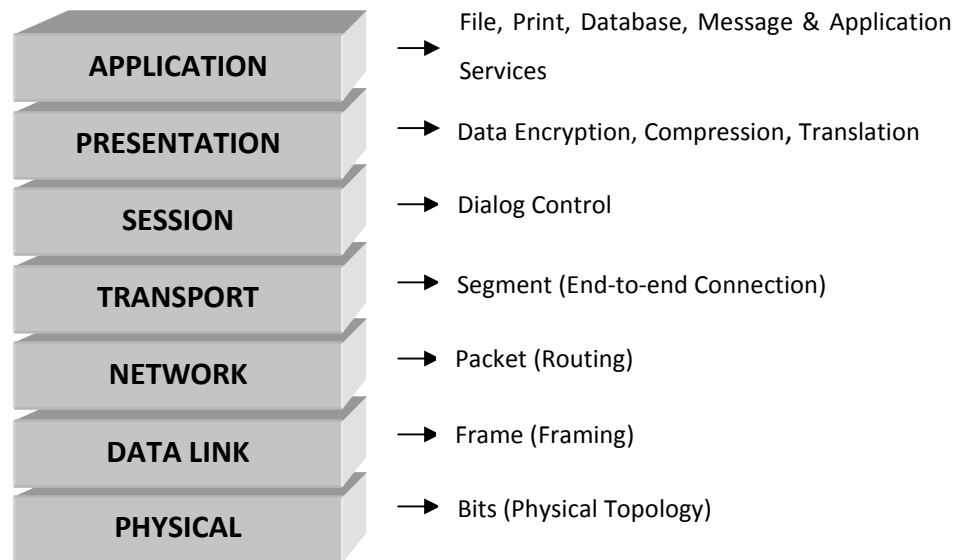 APPLICATION
File, Print, Database, Message & Application
Services
PRESENTATION
Data Encryption, Compression, Translation
SESSION
Dialog Control
TRANSPORT
Segment (End-to-end Connection)
NETWORK
Packet (Routing)
DATA LINK
Frame (Framing)
PHYSICAL
Bits (Physical Topology)